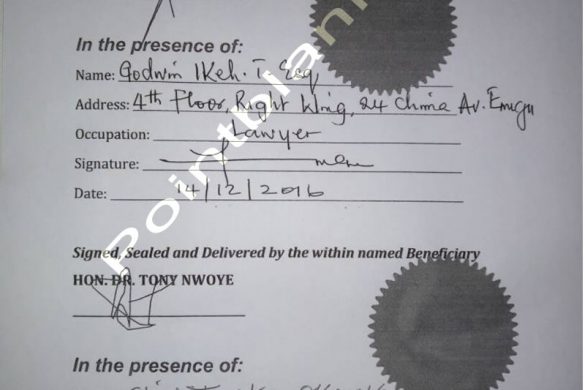 In the presence of:
Name: Godwin Ikeh. T. Esq
Address: 4th Floor, Right Wing, 24 Chima Av. Enugu
Occupation: Lawyer
Signature:
Date: 14/12/2016
Signed, Sealed and Delivered by the within named Beneficiary
HON. DR. TONY NWOYE
In the presence of: